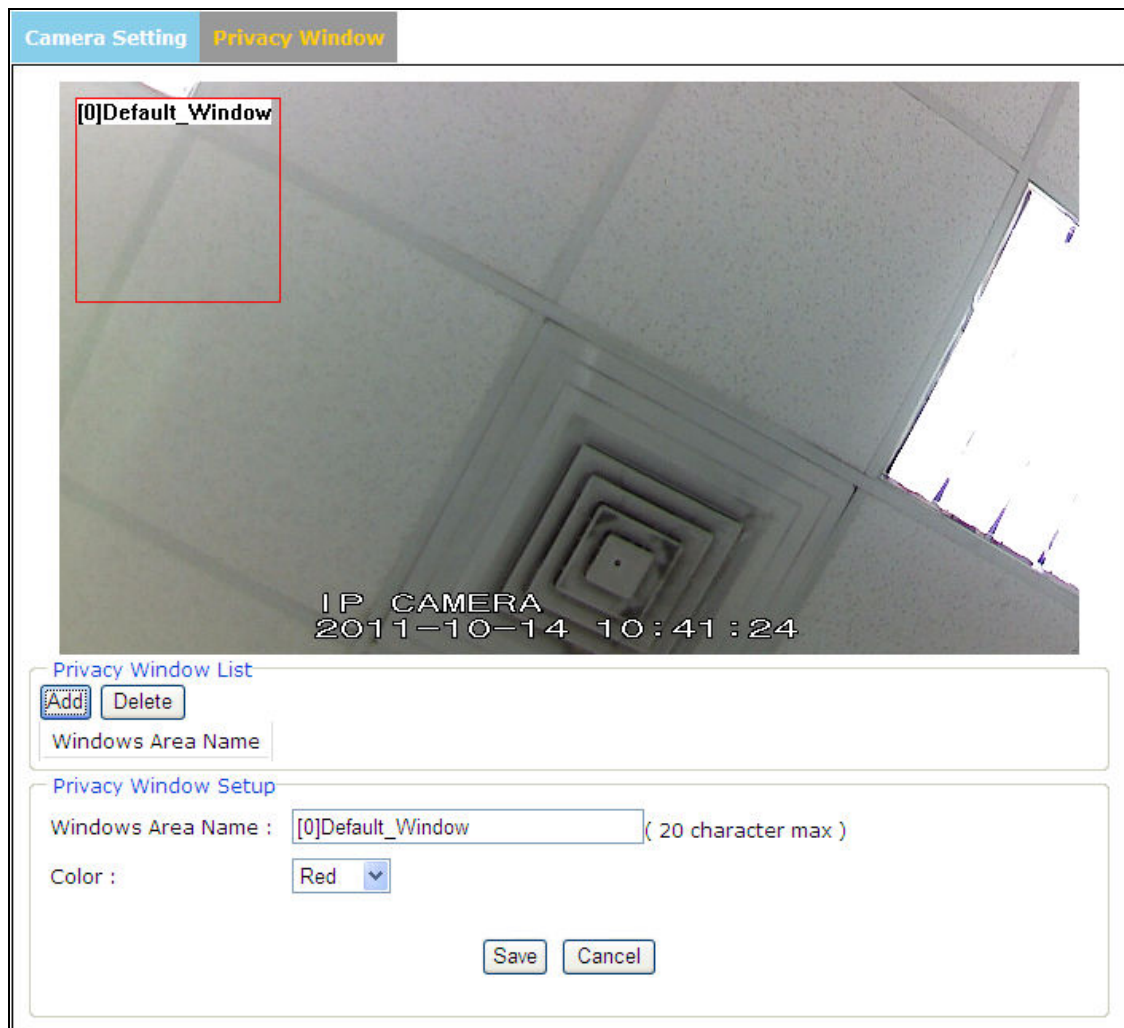 Camera Setting Privacy Window
[0]Default_Window
IP CAMERA
2011-10-14 10:41:24
Privacy Window List
Add Delete
Windows Area Name
Privacy Window Setup
Windows Area Name : [0]Default_Window ( 20 character max )
Color : Red
Save Cancel